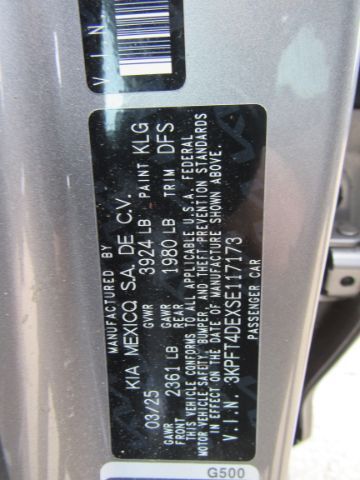 V I N
MANUFACTURED BY
KIA MEXICO, S.A. DE C.V.
03/25 GVWR 3924 LB PAINT KLG
GAWR FRONT 2361 LB GAWR REAR 1980 LB TRIM DFS
THIS VEHICLE CONFORMS TO ALL APPLICABLE U.S.A. FEDERAL
MOTOR VEHICLE SAFETY, BUMPER, AND THEFT PREVENTION STANDARDS
IN EFFECT ON THE DATE OF MANUFACTURE SHOWN ABOVE.
V.I.N. 3KPFT4DEXSE117173
PASSENGER CAR
G500